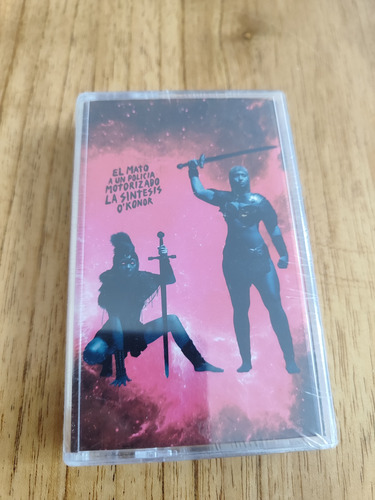 EL MATO
A UN POLICIA
MOTORIZADO
LA SINTESIS
O'KONOR